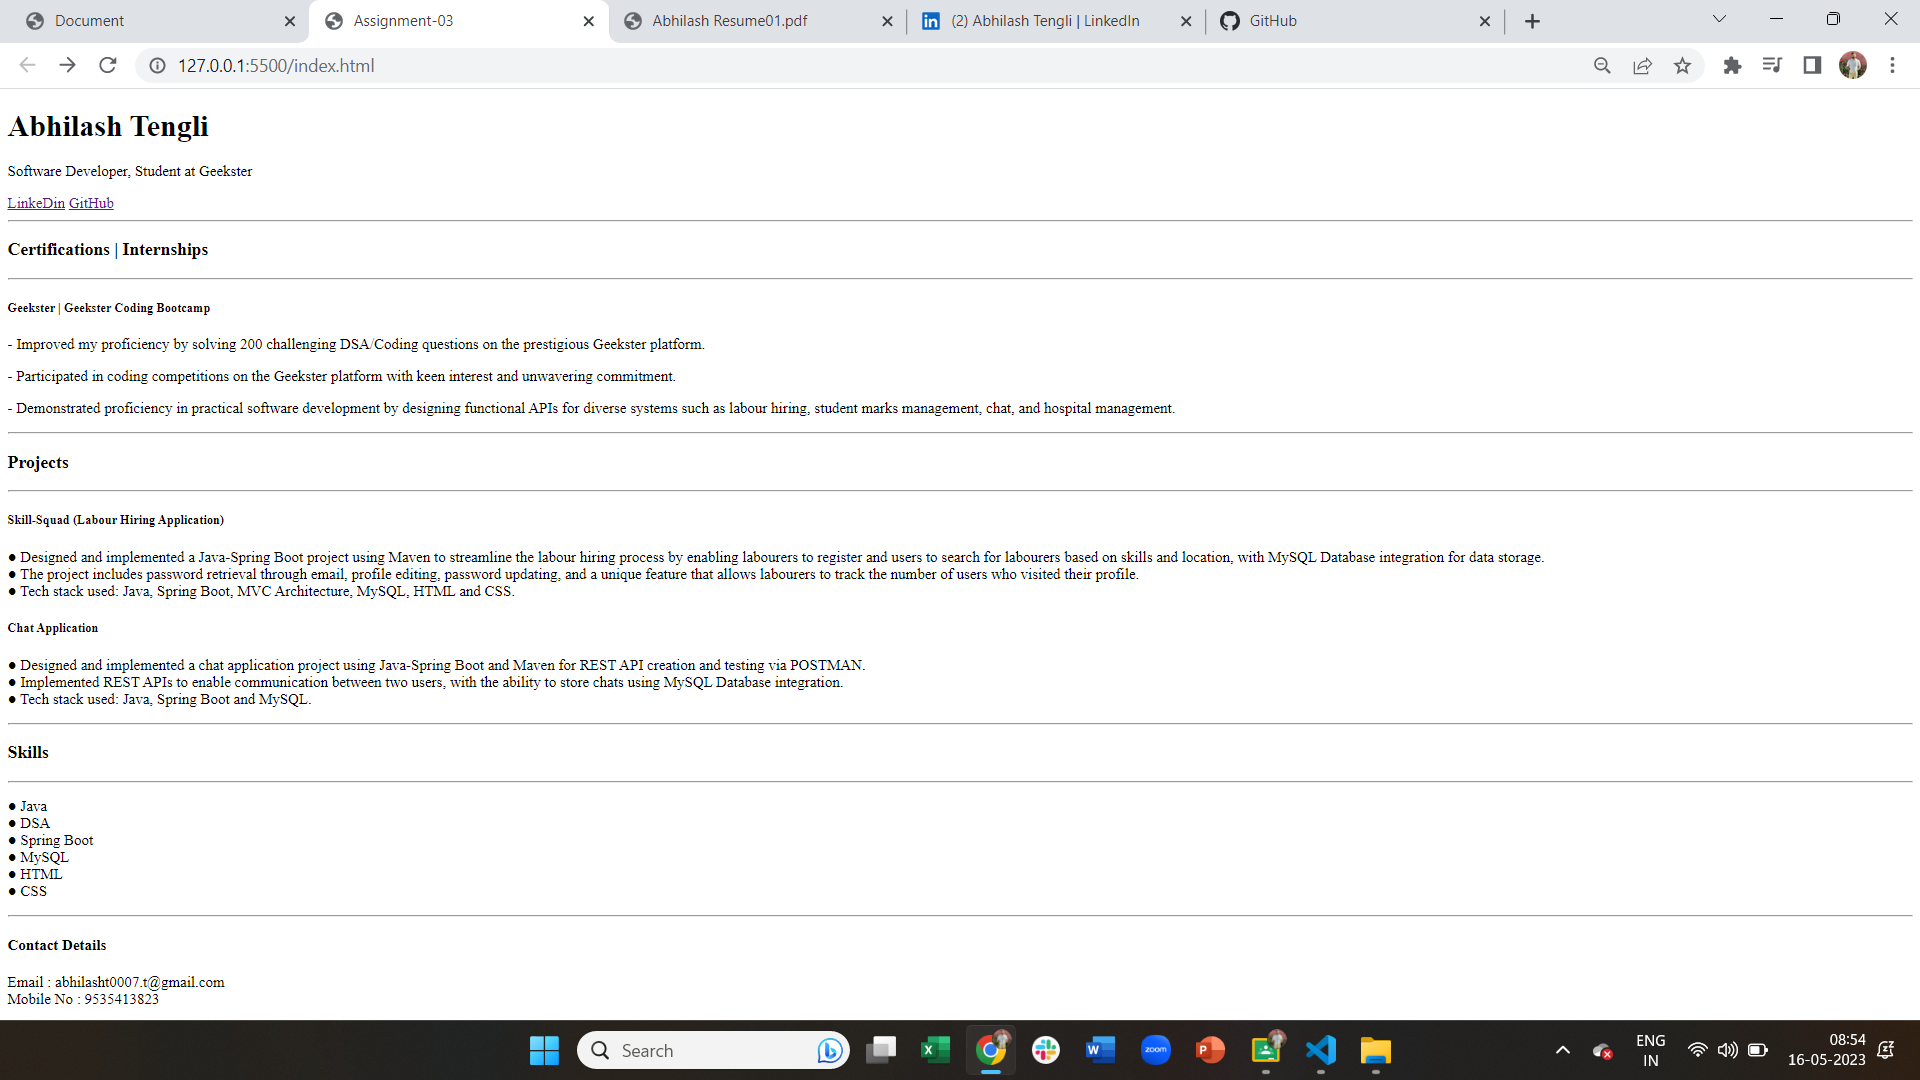 Document
Assignment-03
Abhilash Resume01.pdf
(2) Abhilash Tengli | LinkedIn
GitHub
127.0.0.1:5500/index.html
Abhilash Tengli
Software Developer, Student at Geekster
LinkeDin GitHub
Certifications | Internships
Geekster | Geekster Coding Bootcamp
- Improved my proficiency by solving 200 challenging DSA/Coding questions on the prestigious Geekster platform.
- Participated in coding competitions on the Geekster platform with keen interest and unwavering commitment.
- Demonstrated proficiency in practical software development by designing functional APIs for diverse systems such as labour hiring, student marks management, chat, and hospital management.
Projects
Skill-Squad (Labour Hiring Application)
● Designed and implemented a Java-Spring Boot project using Maven to streamline the labour hiring process by enabling labourers to register and users to search for labourers based on skills and location, with MySQL Database integration for data storage.
● The project includes password retrieval through email, profile editing, password updating, and a unique feature that allows labourers to track the number of users who visited their profile.
● Tech stack used: Java, Spring Boot, MVC Architecture, MySQL, HTML and CSS.
Chat Application
● Designed and implemented a chat application project using Java-Spring Boot and Maven for REST API creation and testing via POSTMAN.
● Implemented REST APIs to enable communication between two users, with the ability to store chats using MySQL Database integration.
● Tech stack used: Java, Spring Boot and MySQL.
Skills
● Java
● DSA
● Spring Boot
● MySQL
● HTML
● CSS
Contact Details
Email : abhilasht0007.t@gmail.com
Mobile No : 9535413823
Search
zoom
ENG
IN
08:54
16-05-2023